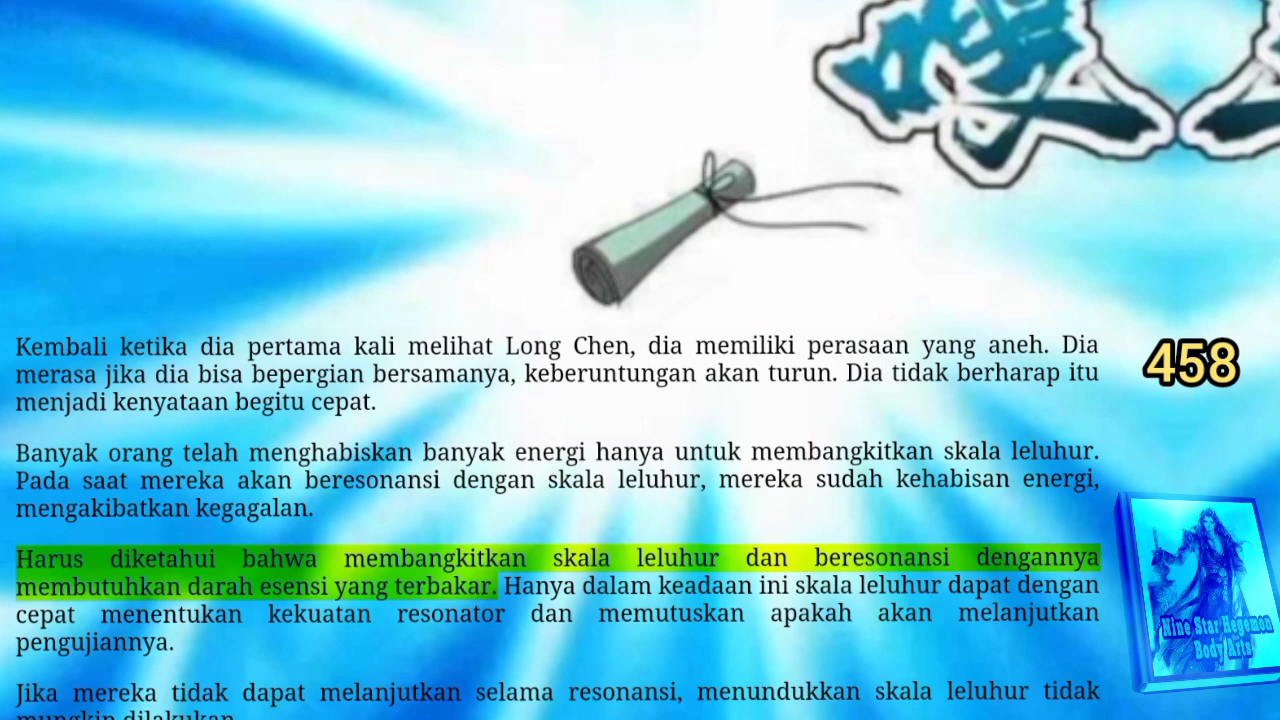 Kembali ketika dia pertama kali melihat Long Chen, dia memiliki perasaan yang aneh. Dia
merasa jika dia bisa bepergian bersamanya, keberuntungan akan turun. Dia tidak berharap itu
menjadi kenyataan begitu cepat.
Banyak orang telah menghabiskan banyak energi hanya untuk membangkitkan skala leluhur.
Pada saat mereka akan beresonansi dengan skala leluhur, mereka sudah kehabisan energi,
mengakibatkan kegagalan.
Harus diketahui bahwa membangkitkan skala leluhur dan beresonansi dengannya
membutuhkan darah esensi yang terbakar. Hanya dalam keadaan ini skala leluhur dapat dengan
cepat menentukan kekuatan resonator dan memutuskan apakah akan melanjutkan
pengujiannya.
Jika mereka tidak dapat melanjutkan selama resonansi, menundukkan skala leluhur tidak
mungkin dilakukan.
458
Nine Star Hegemon
Body Arts